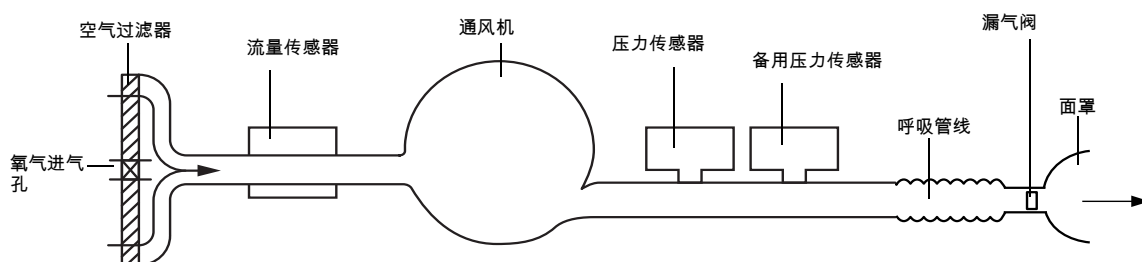 空气过滤器
流量传感器
通风机
压力传感器
备用压力传感器
漏气阀
面罩
呼吸管线
氧气进气
孔